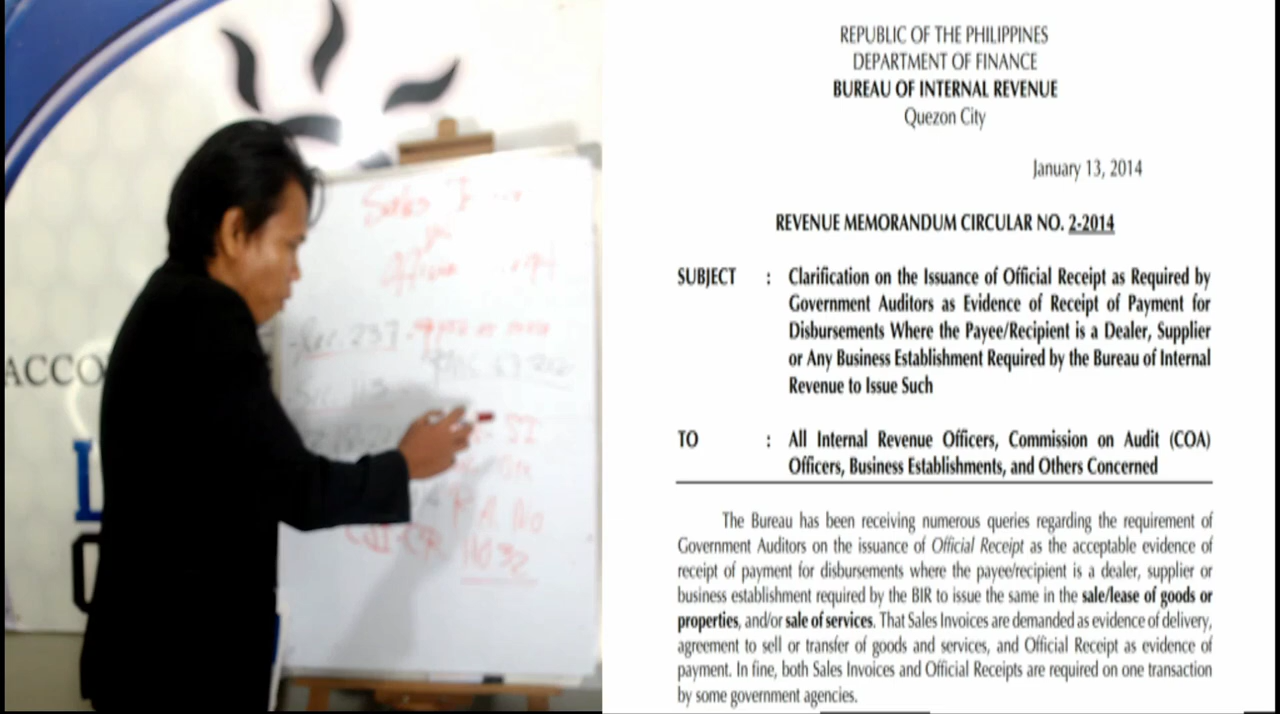 Sales I
ACCO
Sec. 237 -
SI
R.A. NO
1032
REPUBLIC OF THE PHILIPPINES
DEPARTMENT OF FINANCE
BUREAU OF INTERNAL REVENUE
Quezon City
January 13, 2014
REVENUE MEMORANDUM CIRCULAR NO. 2-2014
SUBJECT : Clarification on the Issuance of Official Receipt as Required by
Government Auditors as Evidence of Receipt of Payment for
Disbursements Where the Payee/Recipient is a Dealer, Supplier
or Any Business Establishment Required by the Bureau of Internal
Revenue to Issue Such
TO : All Internal Revenue Officers, Commission on Audit (COA)
Officers, Business Establishments, and Others Concerned
The Bureau has been receiving numerous queries regarding the requirement of
Government Auditors on the issuance of Official Receipt as the acceptable evidence of
receipt of payment for disbursements where the payee/recipient is a dealer, supplier or
business establishment required by the BIR to issue the same in the sale/lease of goods or
properties, and/or sale of services. That Sales Invoices are demanded as evidence of delivery,
agreement to sell or transfer of goods and services, and Official Receipt as evidence of
payment. In fine, both Sales Invoices and Official Receipts are required on one transaction
by some government agencies.